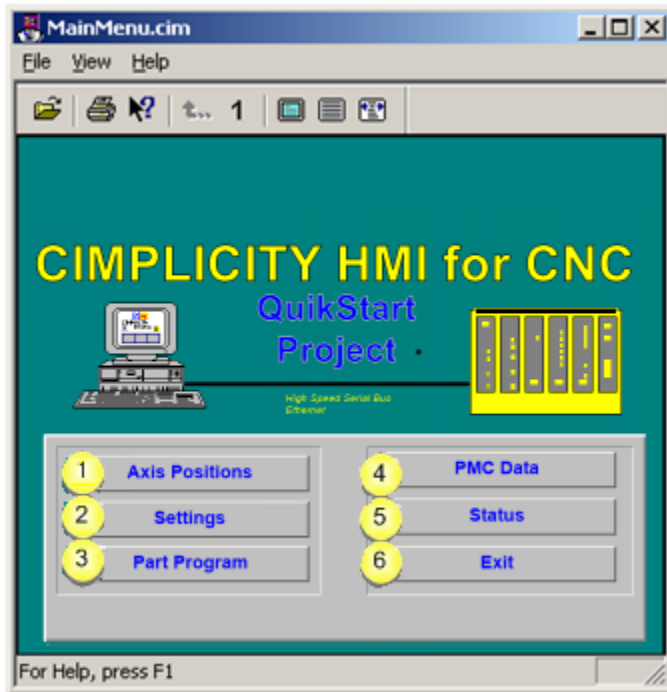 MainMenu.cim
File View Help
1
CIMPLICITY HMI for CNC
QuikStart
Project
High Speed Serial Bus
Ethernet
1 Axis Positions
4 PMC Data
2 Settings
5 Status
3 Part Program
6 Exit
For Help, press F1